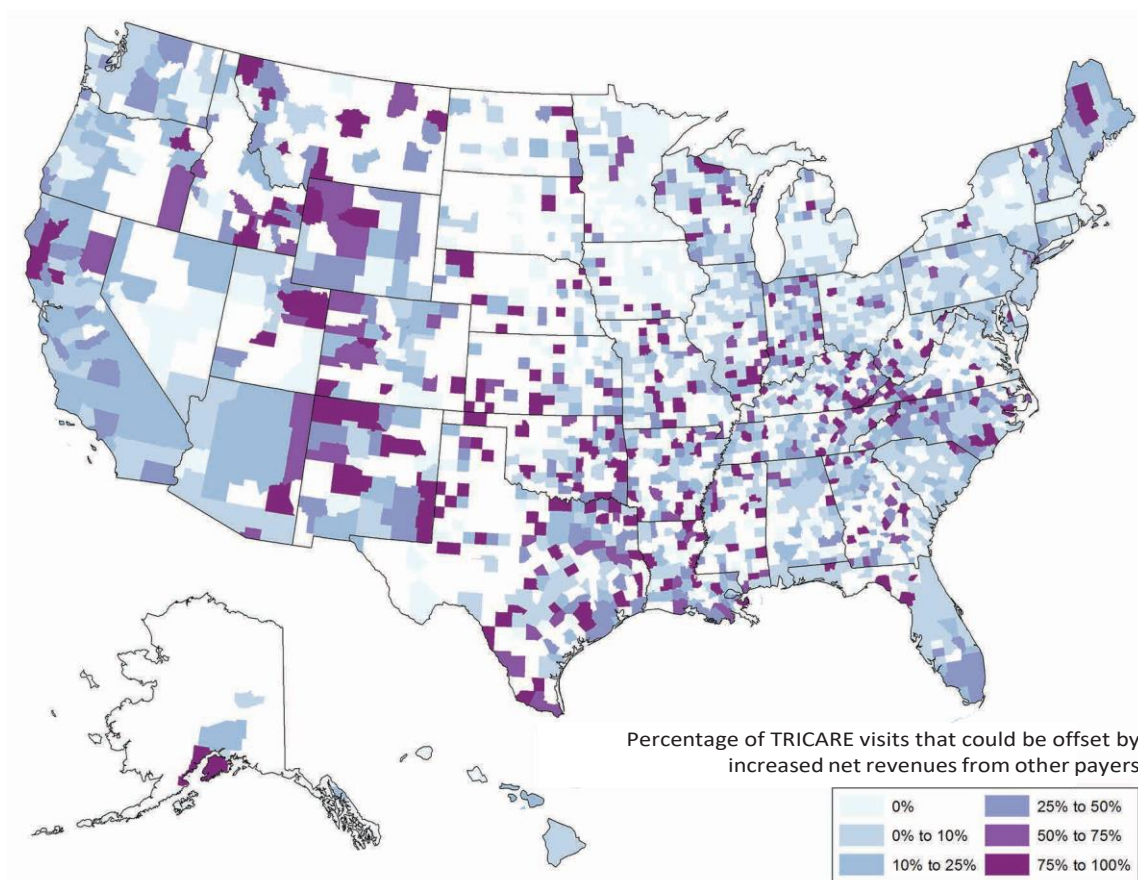 Percentage of TRICARE visits that could be offset by
increased net revenues from other payers
0%
0% to 10%
10% to 25%
25% to 50%
50% to 75%
75% to 100%